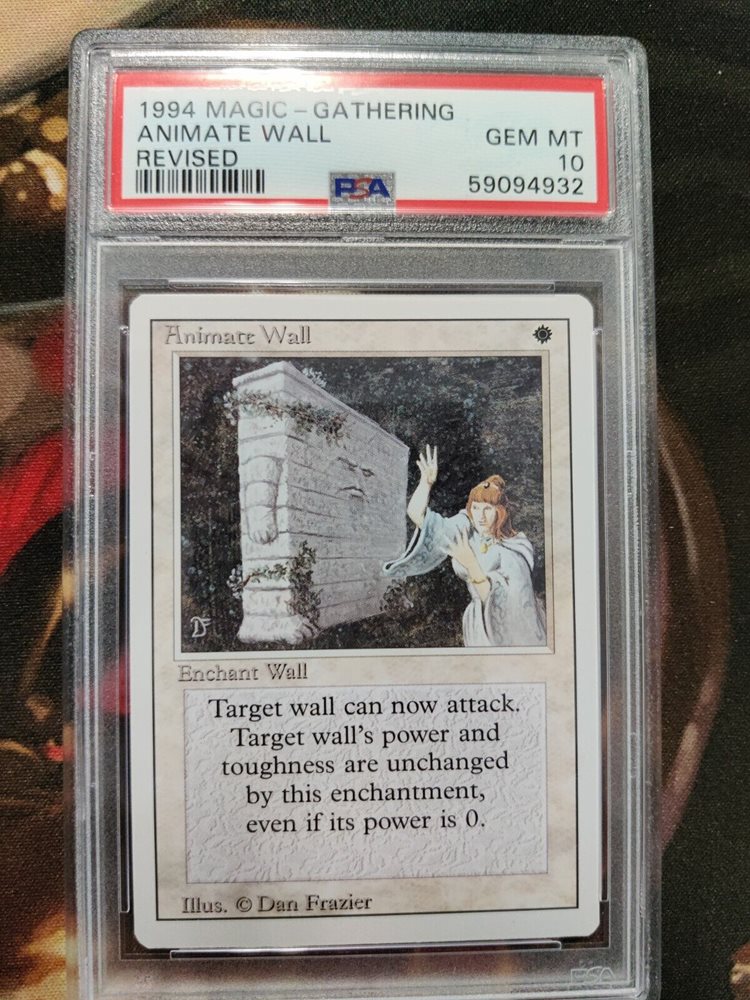 1994 MAGIC - GATHERING
ANIMATE WALL
REVISED
GEM MT
10
PSA
59094932
Animate Wall
DF
Enchant Wall
Target wall can now attack.
Target wall's power and
toughness are unchanged
by this enchantment,
even if its power is 0.
Illus. © Dan Frazier
PSA